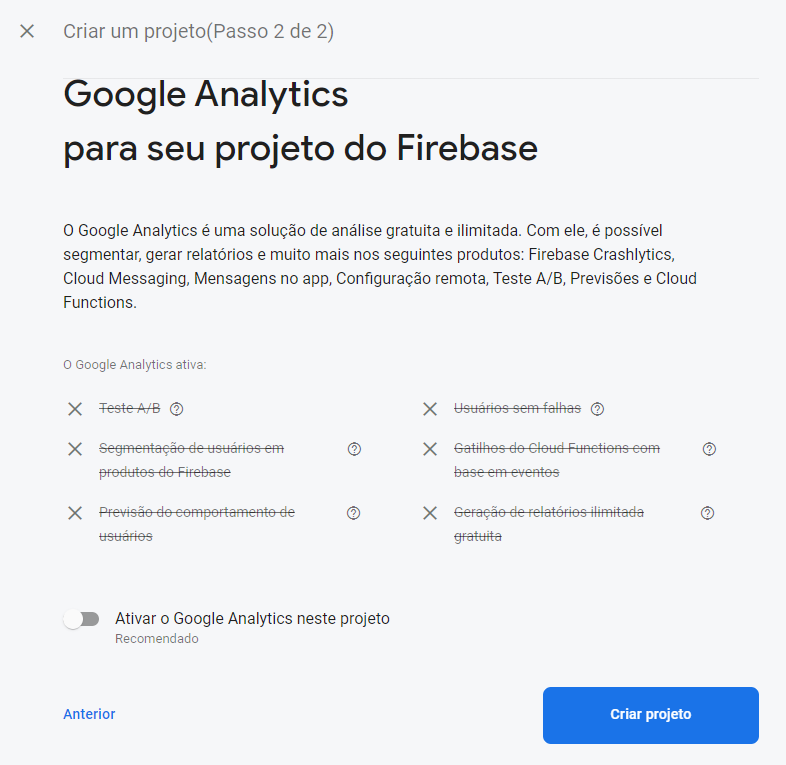 Criar um projeto(Passo 2 de 2)
Google Analytics
para seu projeto do Firebase
O Google Analytics é uma solução de análise gratuita e ilimitada. Com ele, é possível
segmentar, gerar relatórios e muito mais nos seguintes produtos: Firebase Crashlytics,
Cloud Messaging, Mensagens no app, Configuração remota, Teste A/B, Previsões e Cloud
Functions.
O Google Analytics ativa:
Teste A/B
Usuários sem falhas
Segmentação de usuários em
produtos do Firebase
Gatilhos do Cloud Functions com
base em eventos
Previsão do comportamento de
usuários
Geração de relatórios ilimitada
gratuita
Ativar o Google Analytics neste projeto
Recomendado
Anterior
Criar projeto